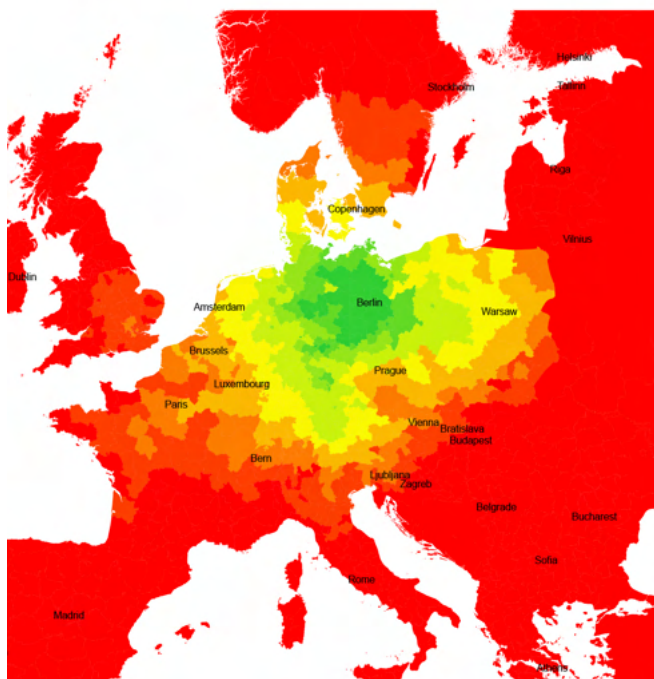 Helsinki
Stockholm
Tallinn
Riga
Copenhagen
Vilnius
Dublin
Berlin
Amsterdam
Warsaw
Brussels
Prague
Luxembourg
Paris
Vienna
Bratislava
Budapest
Bern
Ljubljana
Zagreb
Belgrade
Bucharest
Sofia
Rome
Madrid
Athens